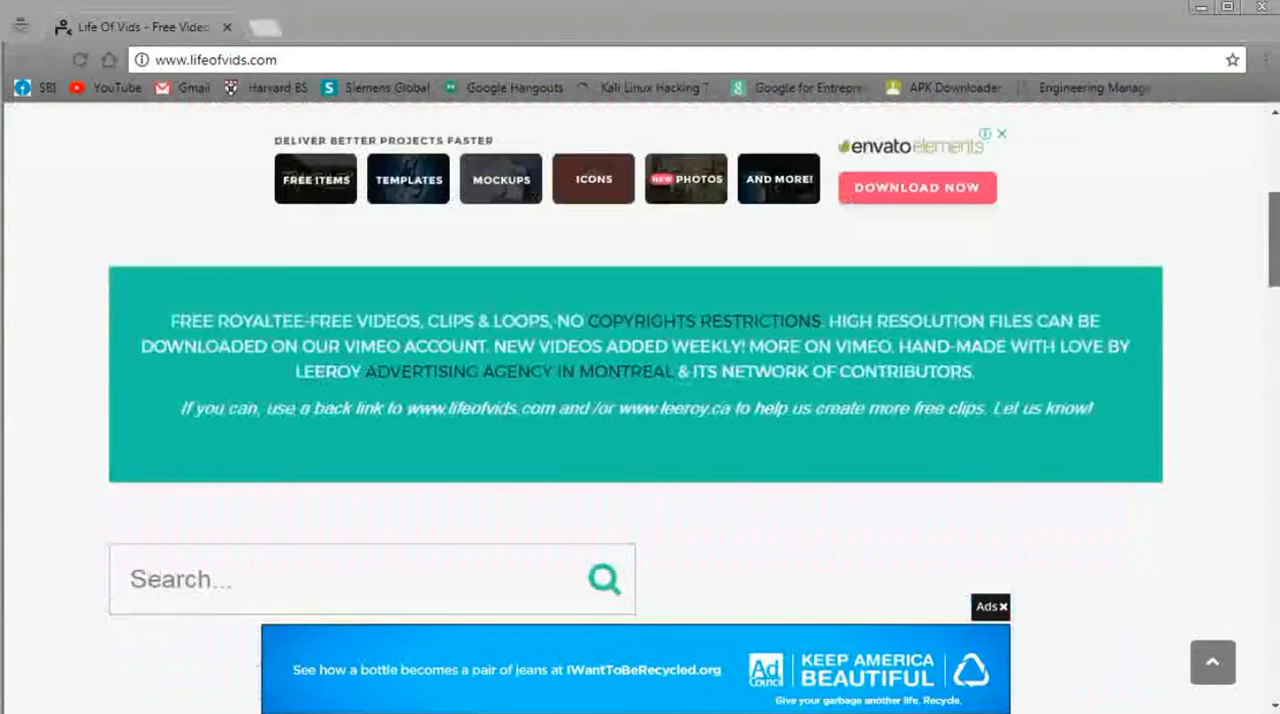 Life Of Vids - Free Video
www.lifeofvids.com
SBI YouTube Gmail Harvard BS S Siemens Global Google Hangouts Kali Linux Hacking T Google for Entrepre APK Downloader Engineering Manag
DELIVER BETTER PROJECTS FASTER
envatoelements
FREE ITEMS TEMPLATES MOCKUPS ICONS NEW PHOTOS AND MORE!
DOWNLOAD NOW
FREE ROYALTEE-FREE VIDEOS, CLIPS & LOOPS, NO COPYRIGHTS RESTRICTIONS. HIGH RESOLUTION FILES CAN BE
DOWNLOADED ON OUR VIMEO ACCOUNT. NEW VIDEOS ADDED WEEKLY! MORE ON VIMEO. HAND-MADE WITH LOVE BY
LEEROY ADVERTISING AGENCY IN MONTREAL & ITS NETWORK OF CONTRIBUTORS.
If you can, use a back link to www.lifeofvids.com and /or www.leeroy.ca to help us create more free clips. Let us know!
Search...
Ads
See how a bottle becomes a pair of jeans at IWantToBeRecycled.org
Ad Council
KEEP AMERICA
BEAUTIFUL
Give your garbage another life. Recycle.